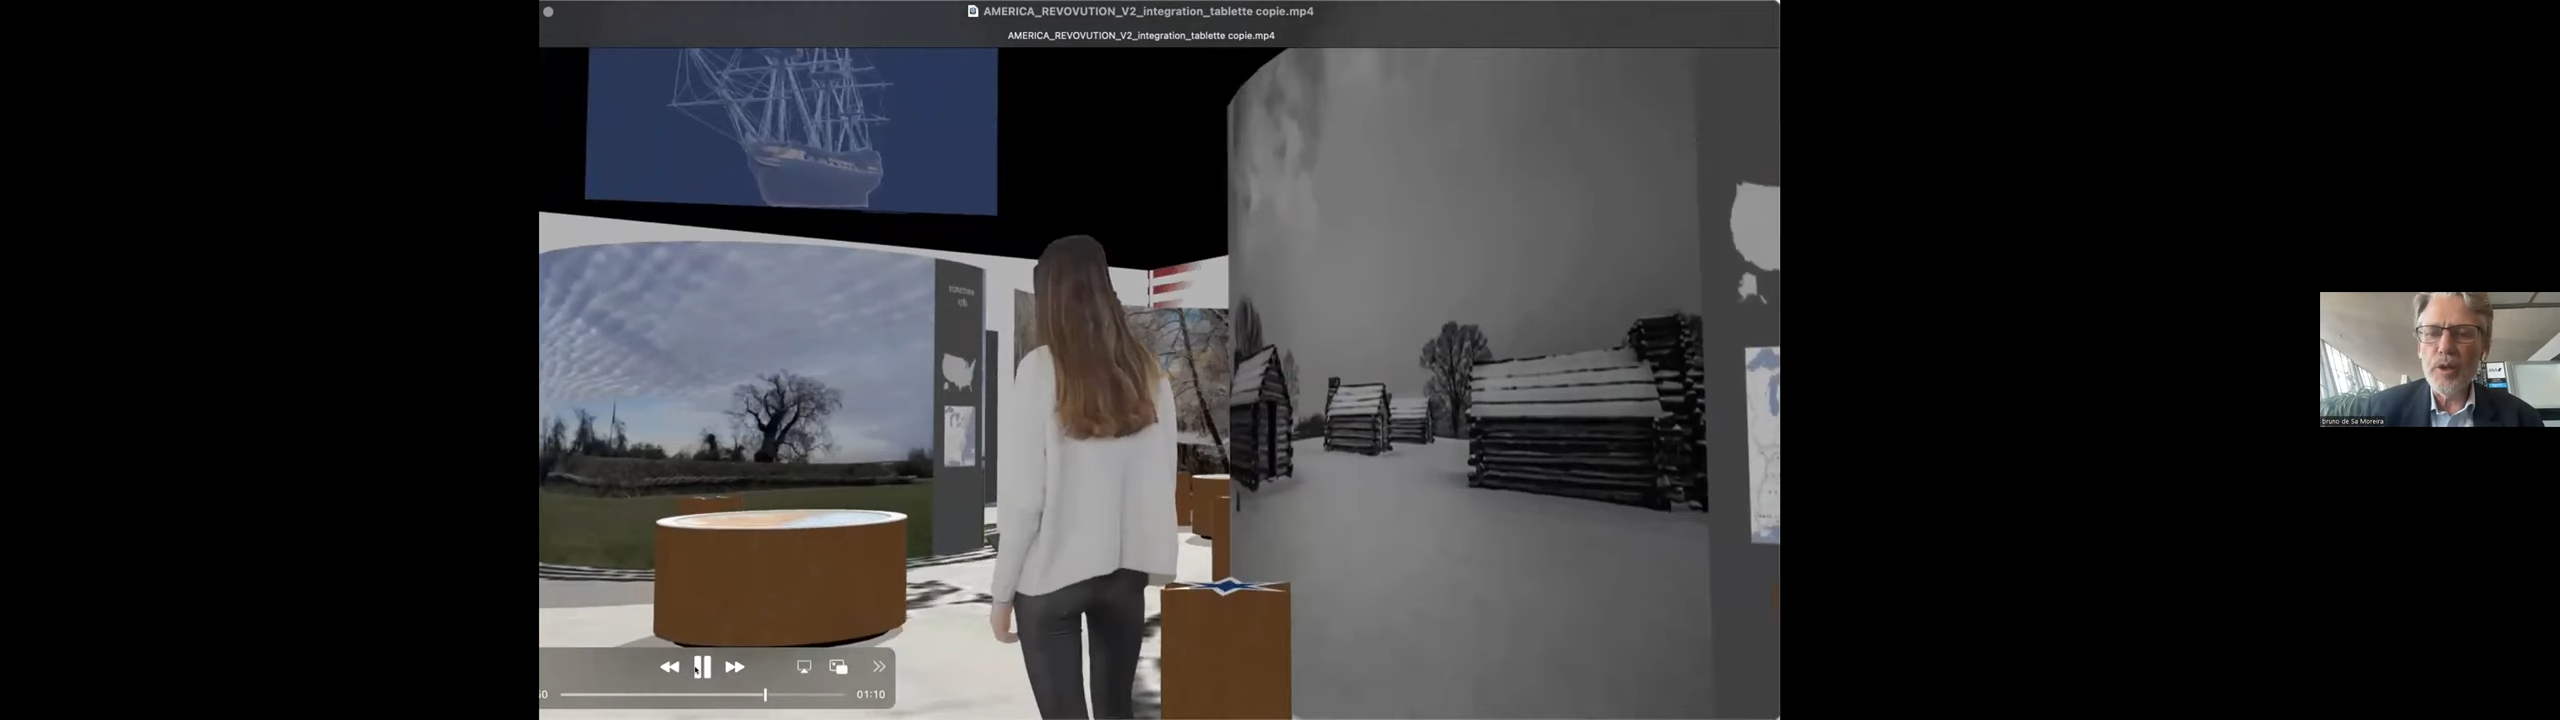 AMERICA_REVOVUTION_V2_integration_tablette copie.mp4
AMERICA_REVOVUTION_V2_integration_tablette copie.mp4
01:10
bruno de Sa Moreira